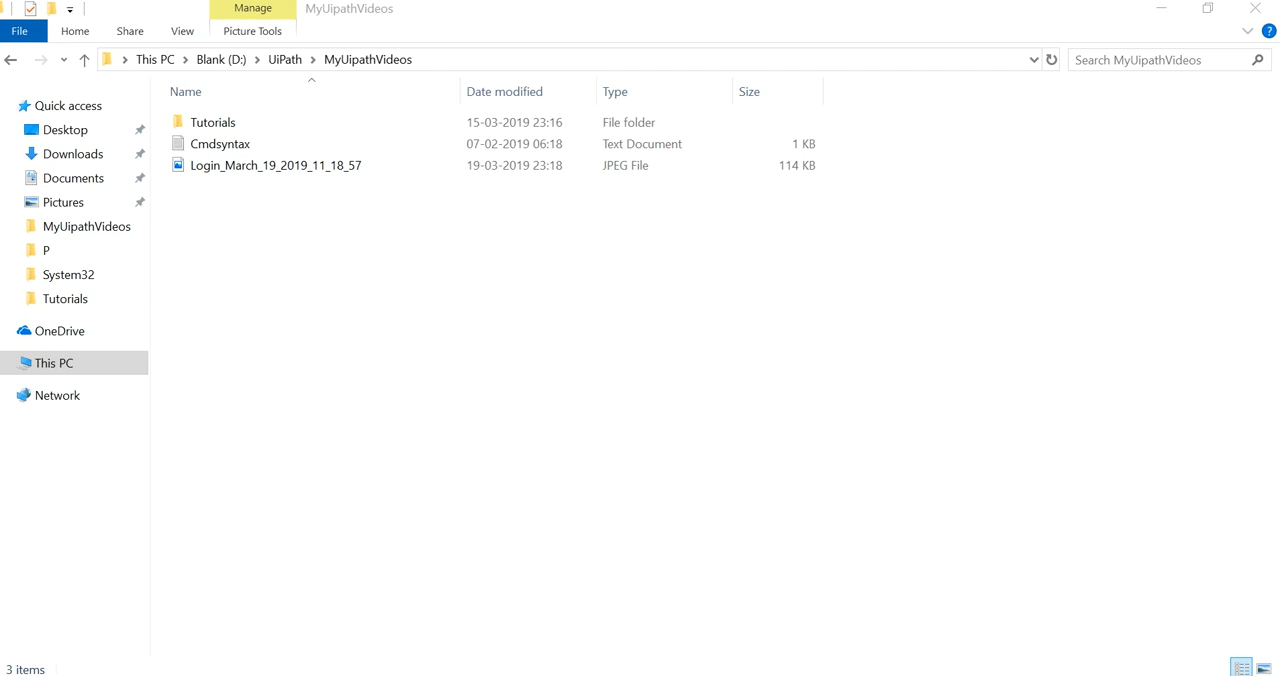 Manage MyUipathVideos
File Home Share View Picture Tools ?
This PC Blank (D:) UiPath MyUipathVideos Search MyUipathVideos
Name Date modified Type Size
Quick access
Desktop
Downloads
Documents
Pictures
MyUipathVideos
P
System32
Tutorials
OneDrive
This PC
Network
Tutorials 15-03-2019 23:16 File folder
Cmdsyntax 07-02-2019 06:18 Text Document 1 KB
Login_March_19_2019_11_18_57 19-03-2019 23:18 JPEG File 114 KB
3 items